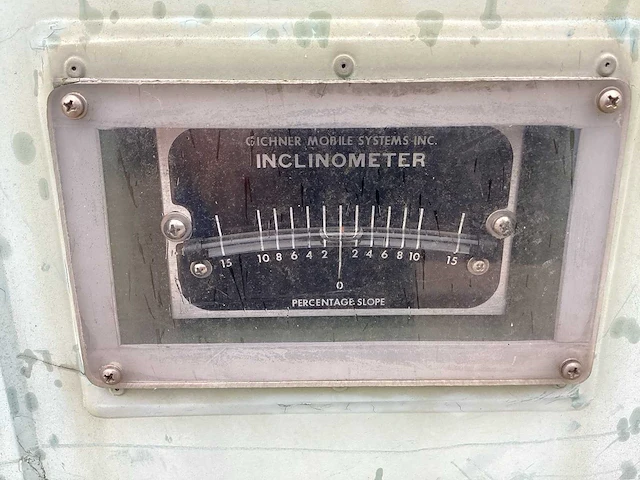 GICHNER MOBILE SYSTEMS INC.
INCLINOMETER
15 10 8 6 4 2 2 4 6 8 10 15
0
PERCENTAGE SLOPE